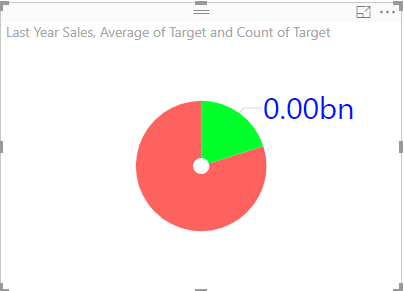 Last Year Sales, Average of Target and Count of Target
0.00bn